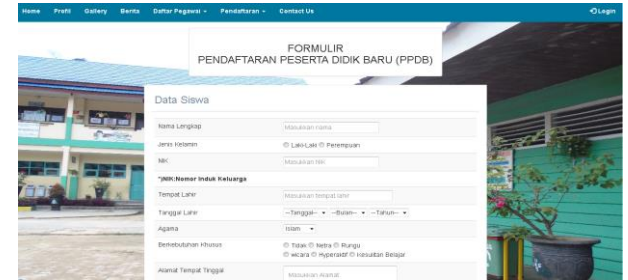 Home Profil Gallery Berita Daftar Pegawai Pendaftaran Contact Us Login
FORMULIR
PENDAFTARAN PESERTA DIDIK BARU (PPDB)
Data Siswa
Nama Lengkap Masukkan nama
Jenis Kelamin Laki-Laki Perempuan
NIK Masukkan NIK
*)NIK:Nomor Induk Keluarga
Tempat Lahir Masukkan tempat lahir
Tanggal Lahir --Tanggal-- --Bulan-- --Tahun--
Agama Islam
Berkebutuhan Khusus Tidak Netra Rungu
wicara Hyperaktif Kesulitan Belajar
Alamat Tempat Tinggal Masukkan Alamat